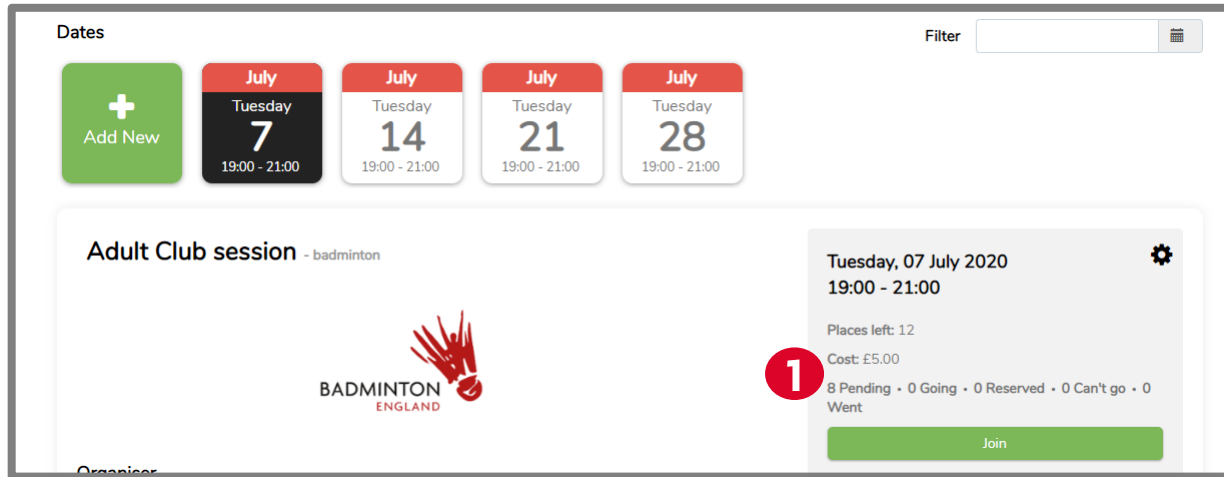 Dates
Filter
Add New
July
Tuesday
7
19:00 - 21:00
July
Tuesday
14
19:00 - 21:00
July
Tuesday
21
19:00 - 21:00
July
Tuesday
28
19:00 - 21:00
Adult Club session - badminton
BADMINTON
ENGLAND
Tuesday, 07 July 2020
19:00 - 21:00
Places left: 12
Cost: £5.00
1
8 Pending • 0 Going • 0 Reserved • 0 Can't go • 0
Went
Join
Organiser